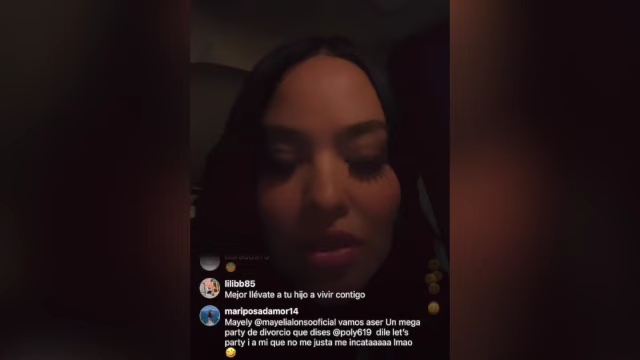 lilibb85
Mejor llévate a tu hijo a vivir contigo
mariposadamor14
Mayely @mayelialonsooficial vamos aser Un mega
party de divorcio que dises @poly619  dile let's
party i a mi que no me justa me incataaaaa lmao